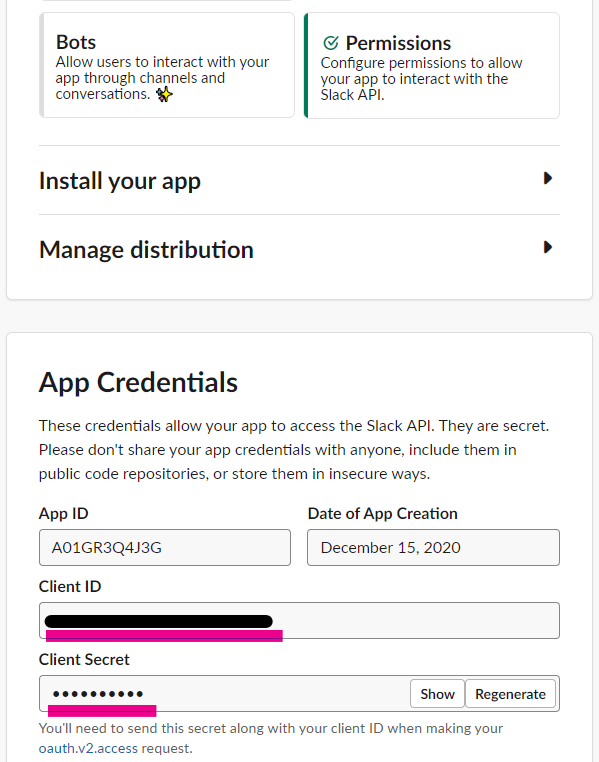 Bots
Allow users to interact with your
app through channels and
conversations. ✨
Permissions
Configure permissions to allow
your app to interact with the
Slack API.
Install your app
Manage distribution
App Credentials
These credentials allow your app to access the Slack API. They are secret.
Please don't share your app credentials with anyone, include them in
public code repositories, or store them in insecure ways.
App ID
Date of App Creation
A01GR3Q4J3G
December 15, 2020
Client ID
Client Secret
••••••••••
Show
Regenerate
You'll need to send this secret along with your client ID when making your
oauth.v2.access request.